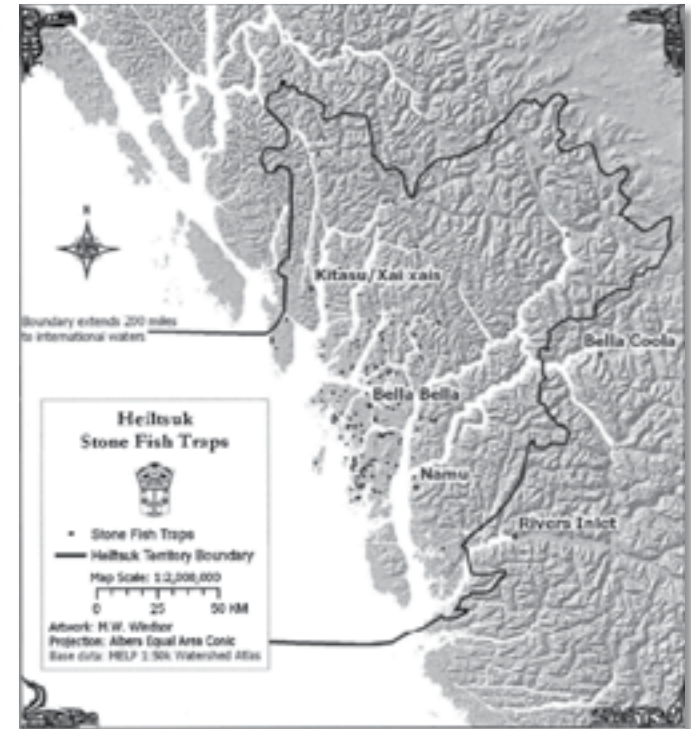 N
Kitasu/Xai xais
Boundary extends 200 miles
to international waters
Bella Coola
Bella Bella
Heiltsuk
Stone Fish Traps
Namu
Rivers Inlet
Stone Fish Traps
Heiltsuk Territory Boundary
Map Scale: 1:2,000,000
0 25 50 KM
Artwork: M.W. Windsor
Projection: Albers Equal Area Conic
Base data: MELP 1:50k Watershed Atlas